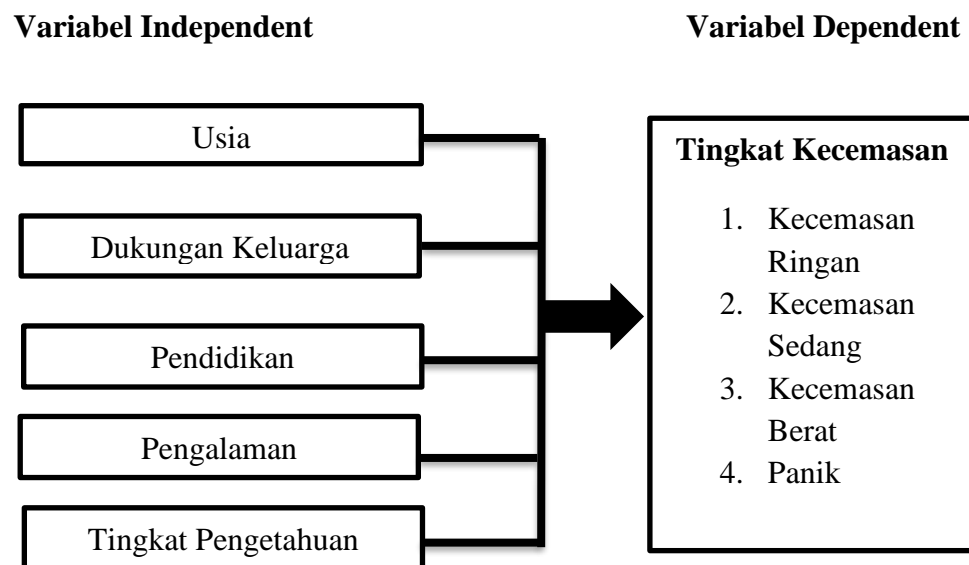 Variabel Independent
Variabel Dependent
Usia
Dukungan Keluarga
Pendidikan
Pengalaman
Tingkat Pengetahuan
Tingkat Kecemasan
1. Kecemasan
Ringan
2. Kecemasan
Sedang
3. Kecemasan
Berat
4. Panik